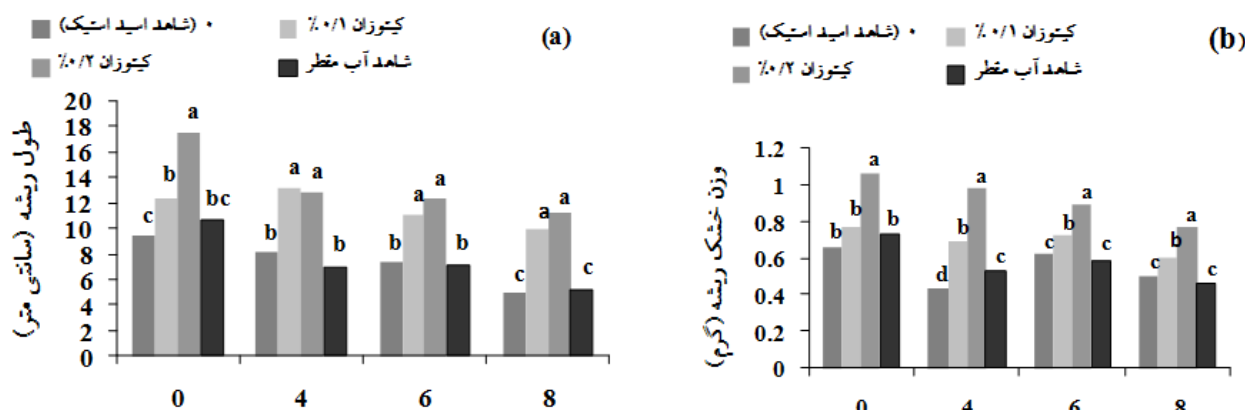 ۰ (شاهد اسید استیک)
کیتوزان ۰/۱٪
(a)
کیتوزان ۰/۲٪
شاهد آب مقطر
طول ریشه (سانتی متر)
20
18
16
14
12
10
8
6
4
2
0
c b a bc
b a a b
b a a b
c a a c
0 4 6 8
۰ (شاهد اسید استیک)
کیتوزان ۰/۱٪
(b)
کیتوزان ۰/۲٪
شاهد آب مقطر
وزن خشک ریشه (گرم)
1.2
1
0.8
0.6
0.4
0.2
0
b b a b
d b a c
c b a c
c b a c
0 4 6 8